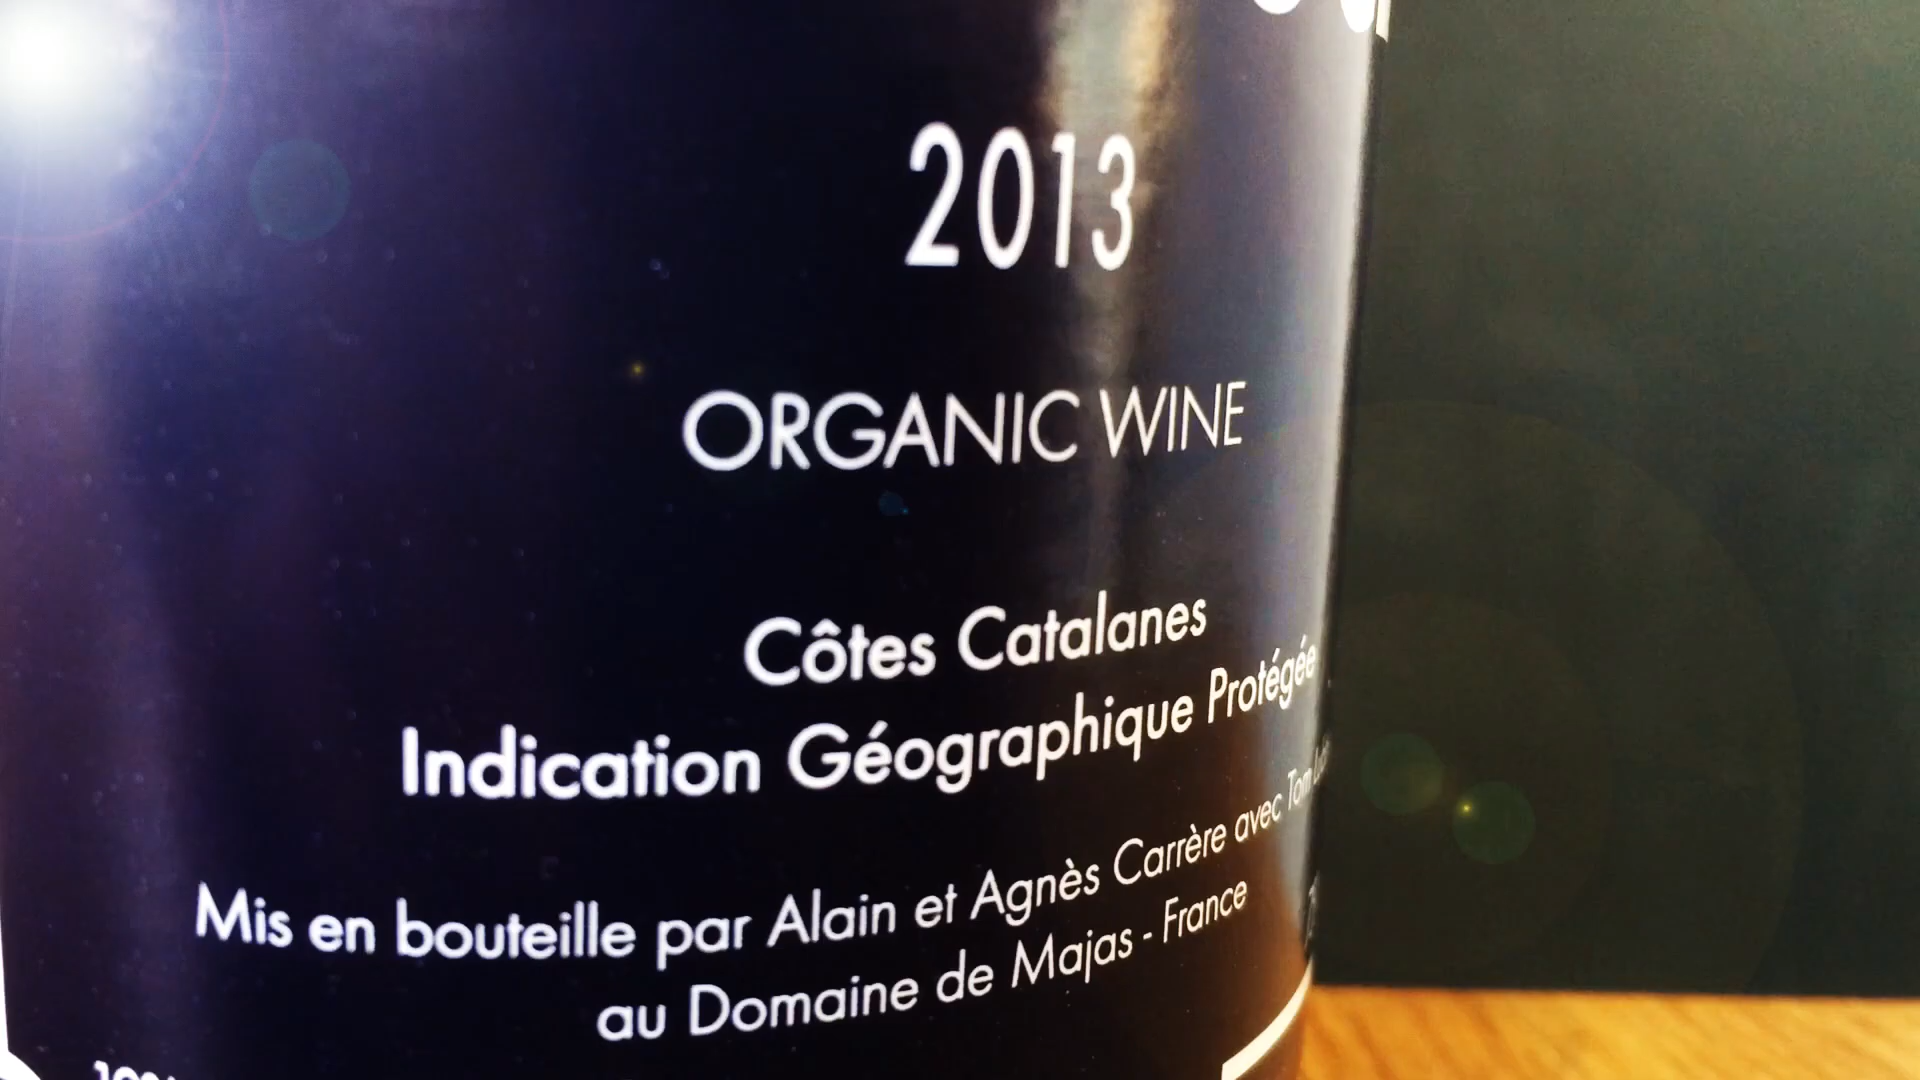 2013
ORGANIC WINE
Côtes Catalanes
Indication Géographique Protégée
Mis en bouteille par Alain et Agnès Carrère avec Tom
au Domaine de Majas - France